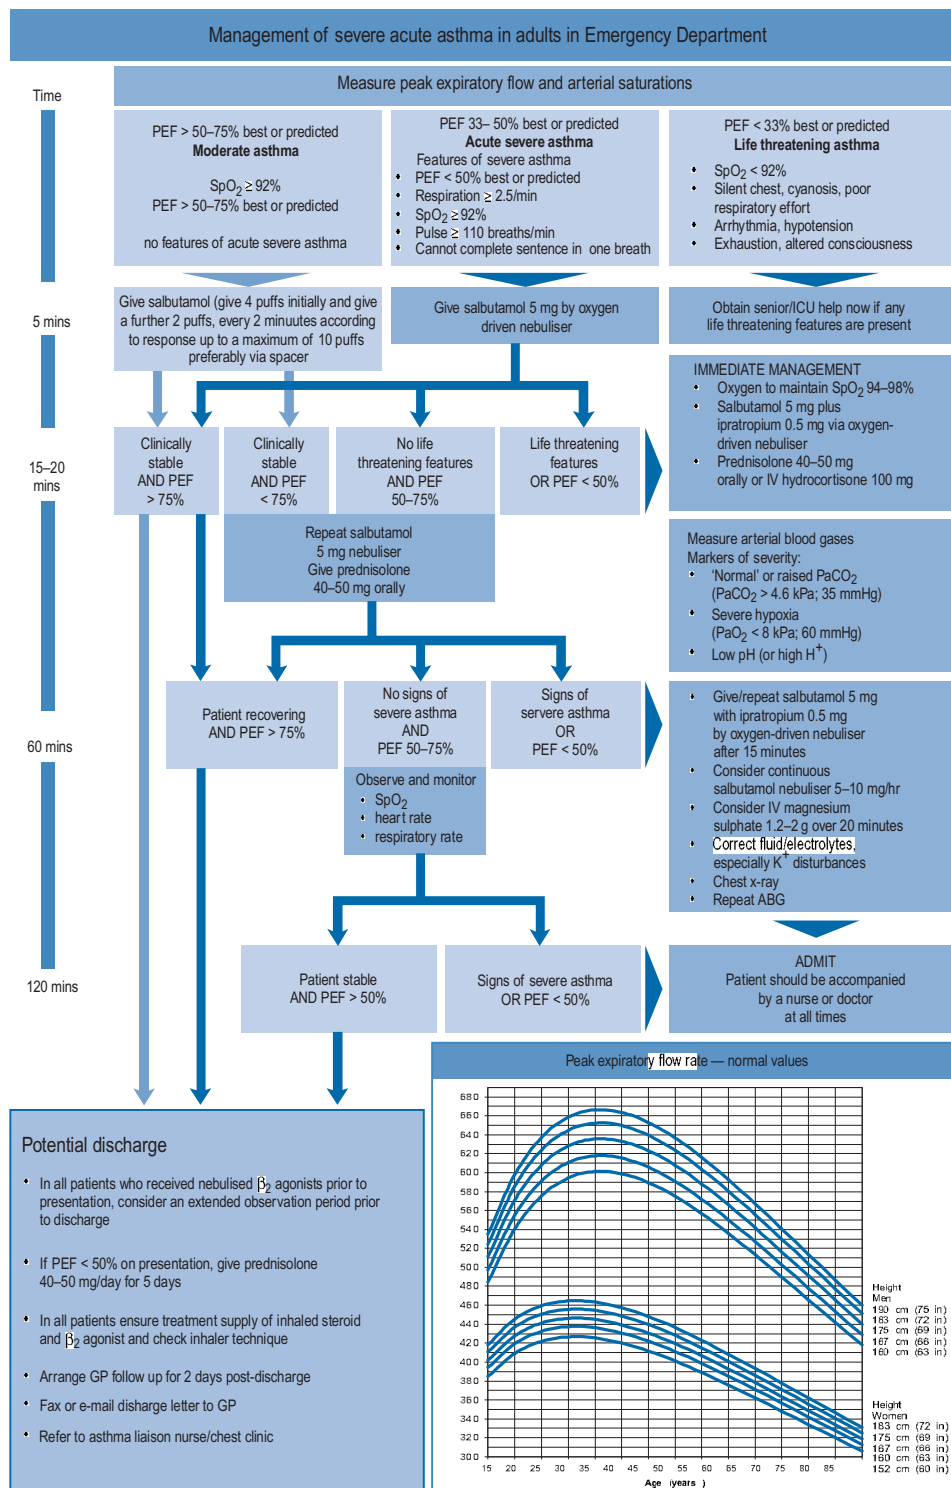 Management of severe acute asthma in adults in Emergency Department
Measure peak expiratory flow and arterial saturations
Time
PEF > 50–75% best or predicted
Moderate asthma
SpO2 ≥ 92%
PEF > 50–75% best or predicted
no features of acute severe asthma
PEF 33– 50% best or predicted
Acute severe asthma
Features of severe asthma
• PEF < 50% best or predicted
• Respiration ≥ 2.5/min
• SpO2 ≥ 92%
• Pulse ≥ 110 breaths/min
• Cannot complete sentence in one breath
PEF < 33% best or predicted
Life threatening asthma
• SpO2 < 92%
• Silent chest, cyanosis, poor
respiratory effort
• Arrhythmia, hypotension
• Exhaustion, altered consciousness
5 mins
Give salbutamol (give 4 puffs initially and give
a further 2 puffs, every 2 minuutes according
to response up to a maximum of 10 puffs
preferably via spacer
Give salbutamol 5 mg by oxygen
driven nebuliser
Obtain senior/ICU help now if any
life threatening features are present
IMMEDIATE MANAGEMENT
• Oxygen to maintain SpO2 94–98%
• Salbutamol 5 mg plus
ipratropium 0.5 mg via oxygen-
driven nebuliser
• Prednisolone 40–50 mg
orally or IV hydrocortisone 100 mg
15–20
mins
Clinically
stable
AND PEF
> 75%
Clinically
stable
AND PEF
< 75%
No life
threatening features
AND PEF
50–75%
Life threatening
features
OR PEF < 50%
Repeat salbutamol
5 mg nebuliser
Give prednisolone
40–50 mg orally
Measure arterial blood gases
Markers of severity:
• ‘Normal’ or raised PaCO2
(PaCO2 > 4.6 kPa; 35 mmHg)
• Severe hypoxia
(PaO2 < 8 kPa; 60 mmHg)
• Low pH (or high H+)
60 mins
Patient recovering
AND PEF > 75%
No signs of
severe asthma
AND
PEF 50–75%
Signs of
servere asthma
OR
PEF < 50%
Observe and monitor
• SpO2
• heart rate
• respiratory rate
• Give/repeat salbutamol 5 mg
with ipratropium 0.5 mg
by oxygen-driven nebuliser
after 15 minutes
• Consider continuous
salbutamol nebuliser 5–10 mg/hr
• Consider IV magnesium
sulphate 1.2–2 g over 20 minutes
• Correct fluid/electrolytes,
especially K+ disturbances
• Chest x-ray
• Repeat ABG
120 mins
Patient stable
AND PEF > 50%
Signs of severe asthma
OR PEF < 50%
ADMIT
Patient should be accompanied
by a nurse or doctor
at all times
Potential discharge
• In all patients who received nebulised β2 agonists prior to
presentation, consider an extended observation period prior
to discharge
• If PEF < 50% on presentation, give prednisolone
40–50 mg/day for 5 days
• In all patients ensure treatment supply of inhaled steroid
and β2 agonist and check inhaler technique
• Arrange GP follow up for 2 days post-discharge
• Fax or e-mail disharge letter to GP
• Refer to asthma liaison nurse/chest clinic
Peak expiratory flow rate — normal values
680
660
640
620
600
580
560
540
520
500
480
460
440
420
400
380
360
340
320
300
15 20 25 30 35 40 45 50 55 60 65 70 75 80 85
Age (years )
Height
Men
190 cm (75 in)
183 cm (72 in)
175 cm (69 in)
167 cm (66 in)
160 cm (63 in)
Height
Women
183 cm (72 in)
175 cm (69 in)
167 cm (66 in)
160 cm (63 in)
152 cm (60 in)